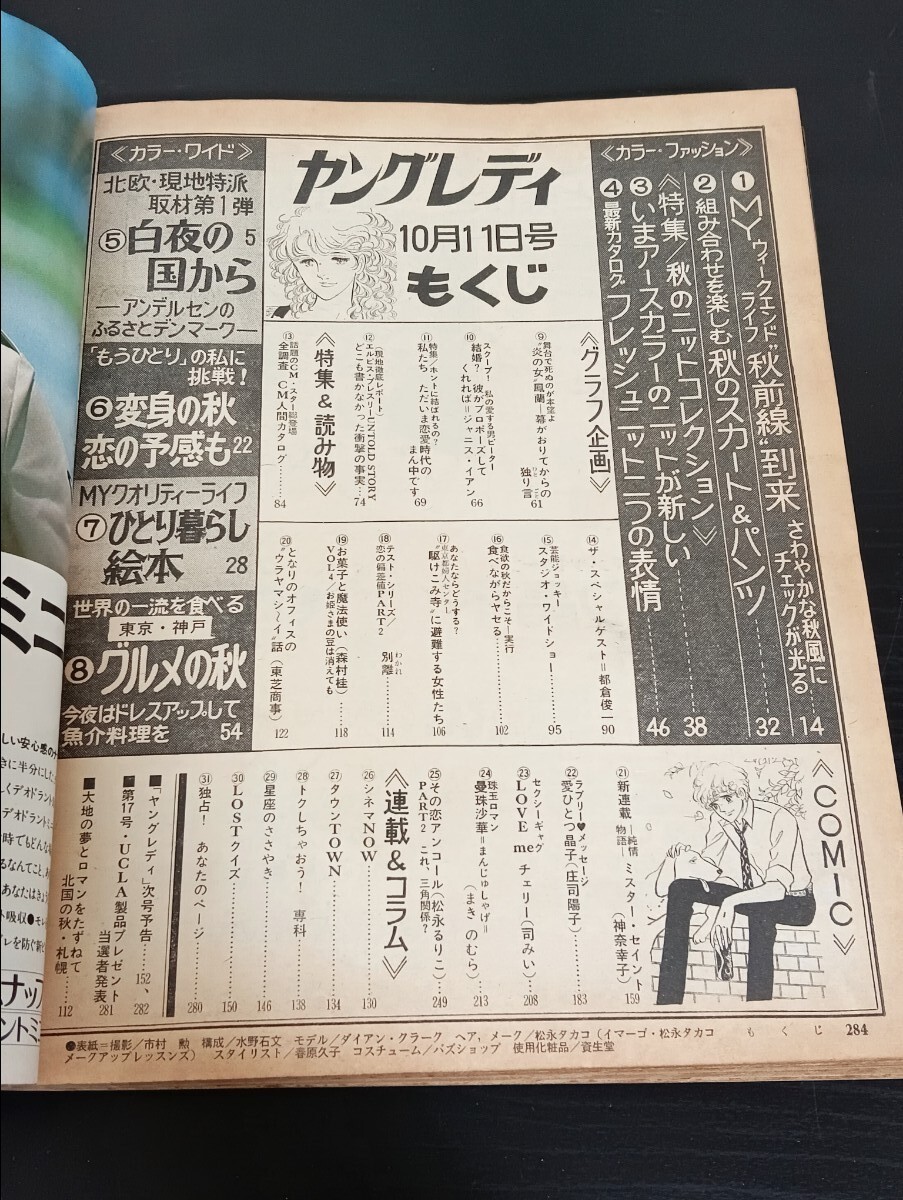 ヤングレディ
10月11日号
もくじ
《カラー・ファッション》
①MYウィークエンドライフ
"秋前線"到来
さわやかな秋風に
チェックが光る 14
②組み合わせを楽しむ 秋のスカート&パンツ 32
《特集/秋のニットコレクション》
③いまアースカラーのニットが新しい 38
④最新カタログ フレッシュニット二つの表情 46
《カラー・ワイド》
北欧・現地特派
取材第1弾
⑤白夜の 5
国から
―アンデルセンの
ふるさとデンマーク―
「もうひとり」の私に
挑戦!
⑥変身の秋
恋の予感も22
MYクオリティーライフ
⑦ひとり暮らし
絵本 28
世界の一流を食べる
東京・神戸
⑧グルメの秋
今夜はドレスアップして
魚介料理を 54
《グラフ企画》
⑨舞台で死ぬのが本望よ
"炎の女"鳳蘭―幕がおりてからの
独り言 61
⑩スクープ/私の愛する男ピーター
結婚? 彼がプロポーズして
くれれば=ジャニス・イアン 66
⑪特集/ホントに結ばれるの?
私たち、ただいま恋愛時代の
まん中です 69
⑫(現地徹底レポート)
エルビス・プレスリーUNTOLD STORY
どこも書かなかった衝撃の事実…74
《特集&読み物》
⑬話題のCM・スター総登場
全調査 CM人間カタログ……84
⑭ザ・スペシャルゲスト=都倉俊一 90
⑮芸能ジョッキー
スタジオ・ワイドショー……95
⑯食欲の秋だからこそ―実行
食べながらヤセる……102
⑰あなたならどうする?
東京都婦人センター
"駆けこみ寺"に避難する女性たち 106
⑱テスト・シリーズ/
恋の偏差値PART2 別離 わかれ 114
⑲お菓子と魔法使い(森村桂)
VOL4/お姫さまの豆は消えても 118
⑳となりのオフィスの
"ウラヤマシ〜イ"話(東芝商事) 122
《COMIC》
㉑新連載―純情物語―ミスター・セイント
(神奈幸子) 159
㉒ラブリー♥メッセージ
愛ひとつ晶子(庄司陽子) 183
㉓セクシーギャグ
LOVE me チェリー(司みい) 208
㉔珠玉ロマン
曼珠沙華=まんじゅしゃげ=
(まきのむら) 213
㉕その恋アンコール(松永るりこ)
PART2 これ、三角関係? 249
《連載&コラム》
㉖シネマNOW 130
㉗タウンTOWN 134
㉘トクしちゃおう! 専科 138
㉙星座のささやき 146
㉚LOSTクイズ 150
㉛独占! あなたのページ 280
■「ヤングレディ」次号予告…152、282
■第17号・UCLA製品プレゼント
当選者発表 281
■大地の夢とロマンをたずねて
北国の秋・札幌 112
●表紙=撮影/市村 勲 構成/水野石文 モデル/ダイアン・クラーク ヘア,メーク/松永タカコ(イマーゴ・松永タカコ
メークアップレッスンズ) スタイリスト/春原久子 コスチューム/パズショップ 使用化粧品/資生堂
もくじ 284